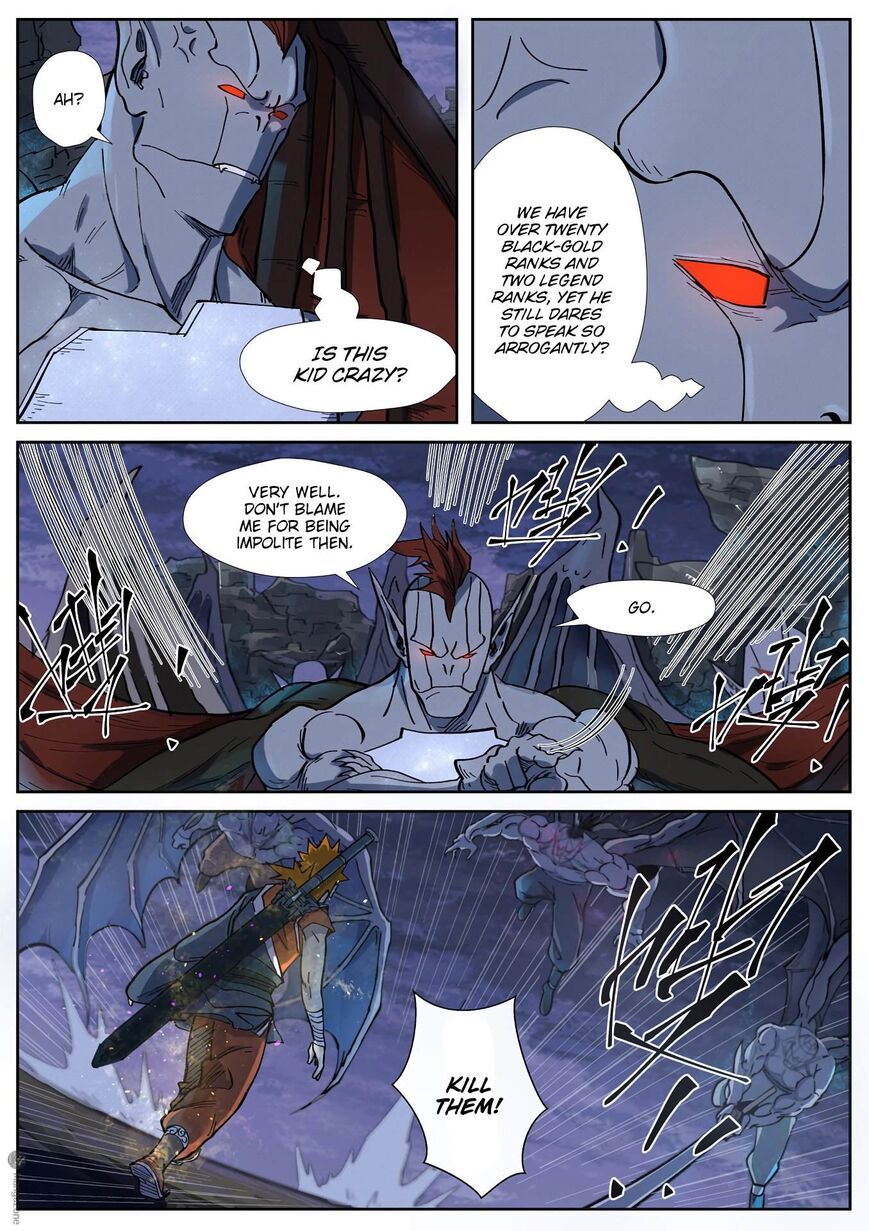 AH?
IS THIS
KID CRAZY?
WE HAVE
OVER TWENTY
BLACK-GOLD
RANKS AND
TWO LEGEND
RANKS, YET HE
STILL DARES
TO SPEAK SO
ARROGANTLY?
VERY WELL.
DON'T BLAME
ME FOR BEING
IMPOLITE THEN.
GO.
KILL
THEM!